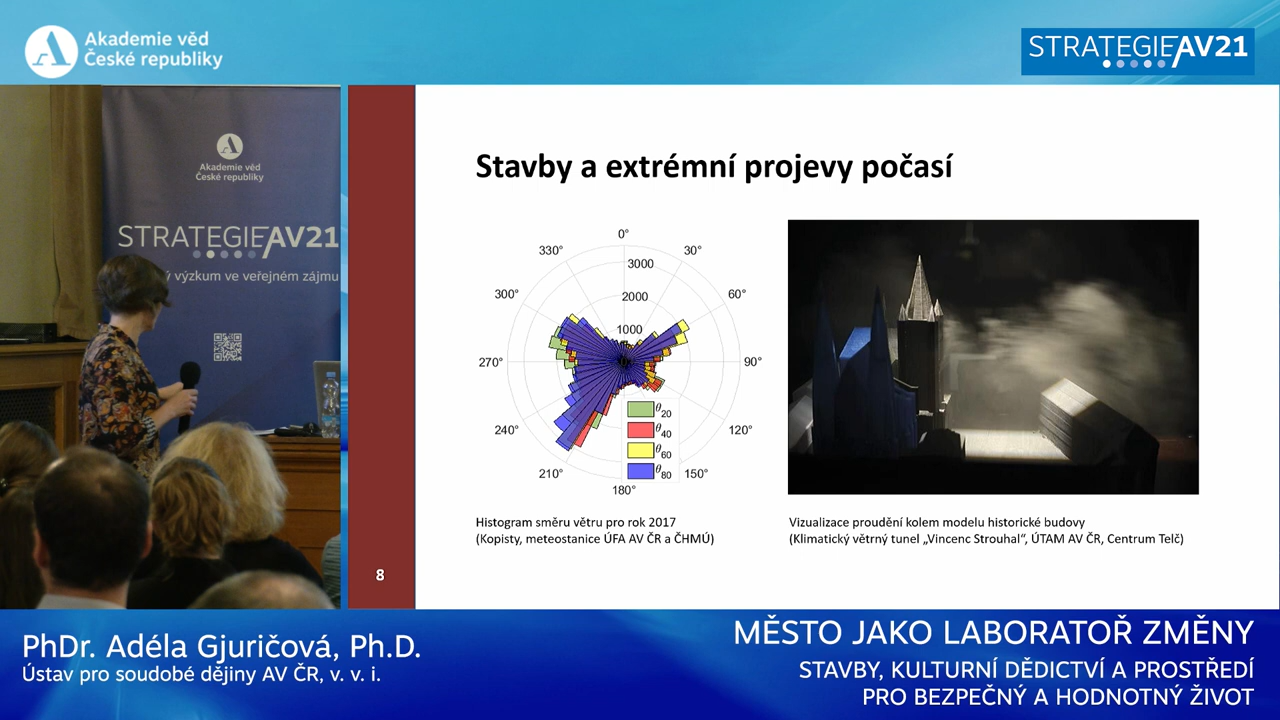 Akademie věd
České republiky
STRATEGIE AV21
Akademie věd
České republiky
STRATEGIE AV21
ý výzkum ve veřejném zájmu
Stavby a extrémní projevy počasí
0°
30°
60°
90°
120°
150°
180°
210°
240°
270°
300°
330°
3000
2000
1000
0
θ20
θ40
θ60
θ80
Histogram směru větru pro rok 2017
(Kopisty, meteostanice ÚFA AV ČR a ČHMÚ)
Vizualizace proudění kolem modelu historické budovy
(Klimatický větrný tunel „Vincenc Strouhal“, ÚTAM AV ČR, Centrum Telč)
8
PhDr. Adéla Gjuričová, Ph.D.
Ústav pro soudobé dějiny AV ČR, v. v. i.
MĚSTO JAKO LABORATOŘ ZMĚNY
STAVBY, KULTURNÍ DĚDICTVÍ A PROSTŘEDÍ
PRO BEZPEČNÝ A HODNOTNÝ ŽIVOT